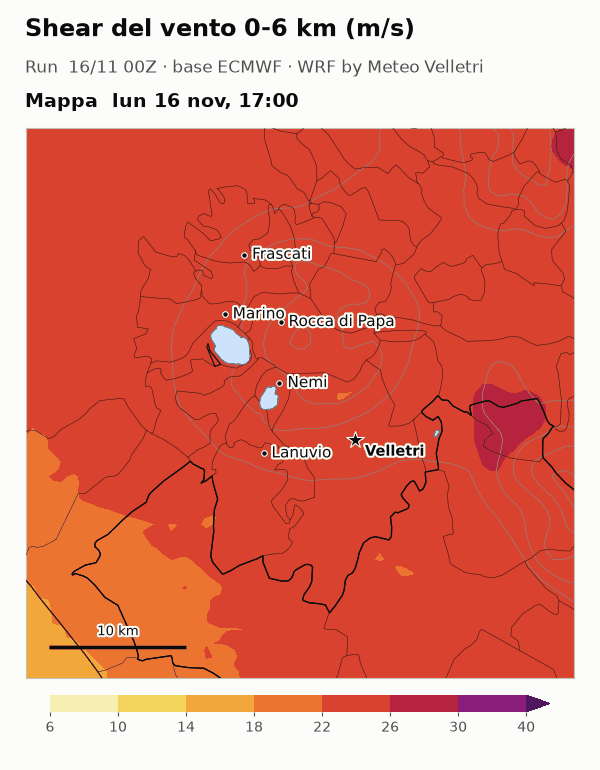 Shear del vento 0-6 km (m/s)
Run  16/11 00Z · base ECMWF · WRF by Meteo Velletri
Mappa  lun 16 nov, 17:00
Frascati
Marino
Rocca di Papa
Nemi
Velletri
Lanuvio
10 km
6 10 14 18 22 26 30 40